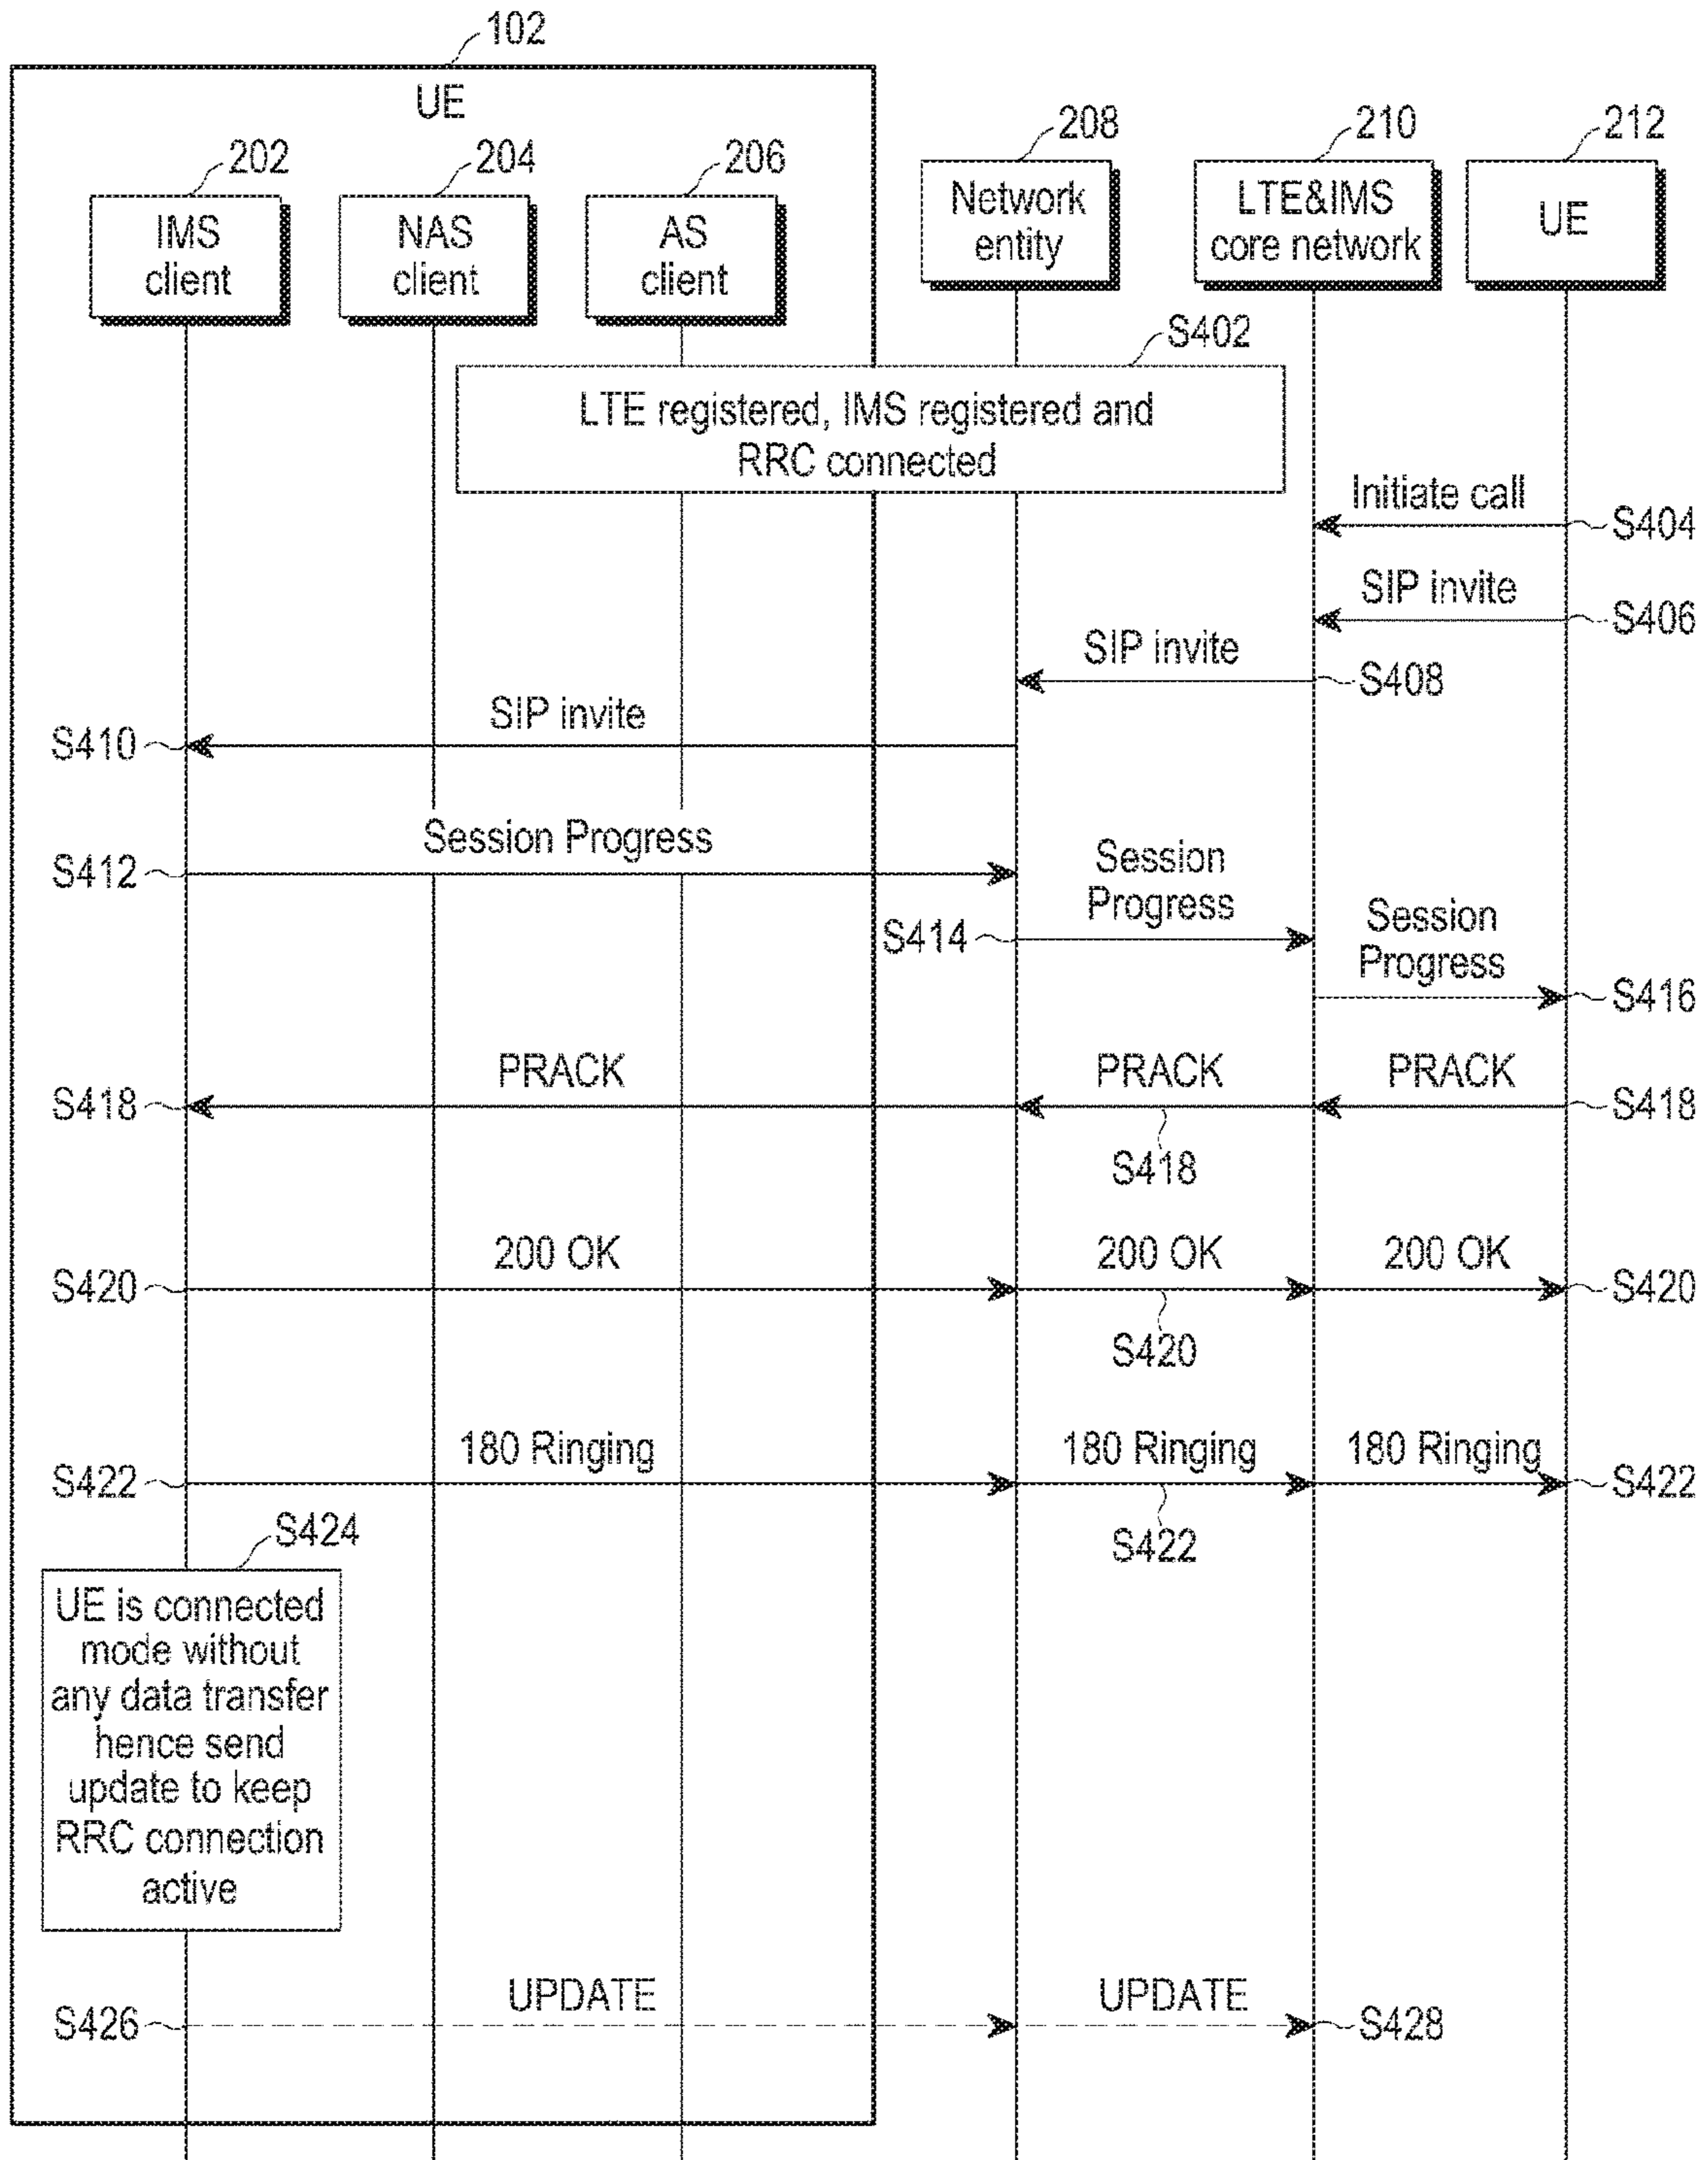 102
UE
202
204
206
208
210
212
IMS
client
NAS
client
AS
client
Network
entity
LTE&IMS
core network
UE
S402
LTE registered, IMS registered and
RRC connected
Initiate call
S404
SIP invite
S406
SIP invite
S408
SIP invite
S410
Session Progress
S412
Session
Progress
S414
Session
Progress
S416
PRACK
PRACK
PRACK
S418
S418
S418
200 OK
200 OK
200 OK
S420
S420
S420
180 Ringing
180 Ringing
180 Ringing
S422
S422
S422
S424
UE is connected
mode without
any data transfer
hence send
update to keep
RRC connection
active
UPDATE
UPDATE
S426
S428